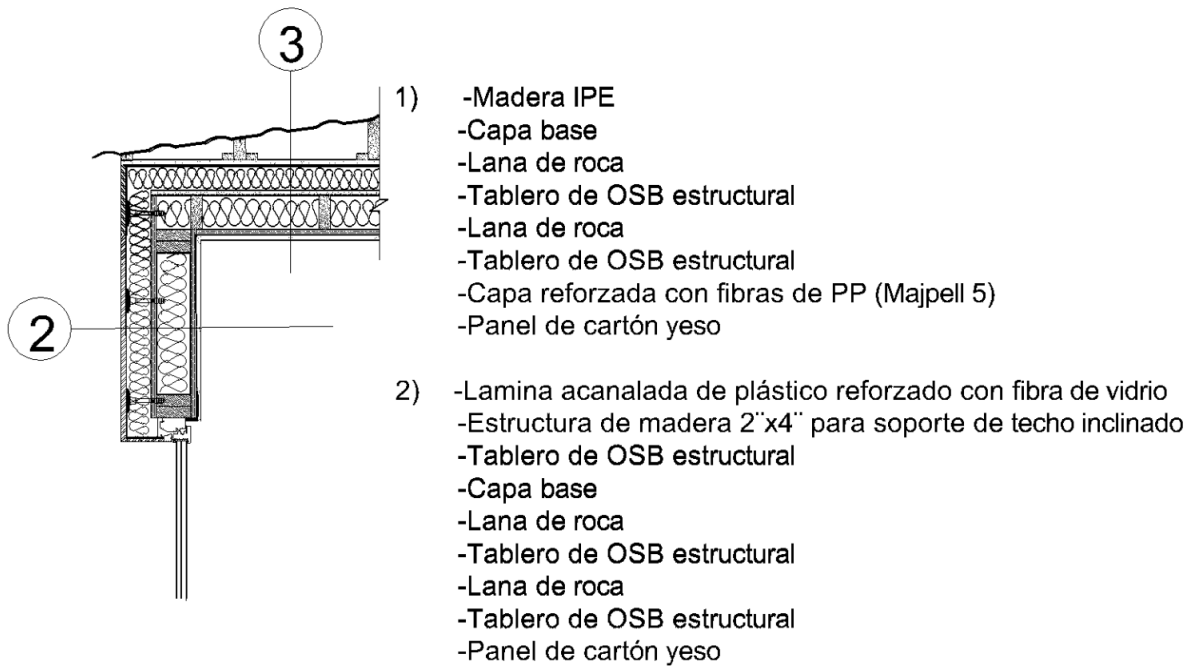 3
2
1) -Madera IPE
-Capa base
-Lana de roca
-Tablero de OSB estructural
-Lana de roca
-Tablero de OSB estructural
-Capa reforzada con fibras de PP (Majpell 5)
-Panel de cartón yeso
2) -Lamina acanalada de plástico reforzado con fibra de vidrio
-Estructura de madera 2¨x4¨ para soporte de techo inclinado
-Tablero de OSB estructural
-Capa base
-Lana de roca
-Tablero de OSB estructural
-Lana de roca
-Tablero de OSB estructural
-Panel de cartón yeso